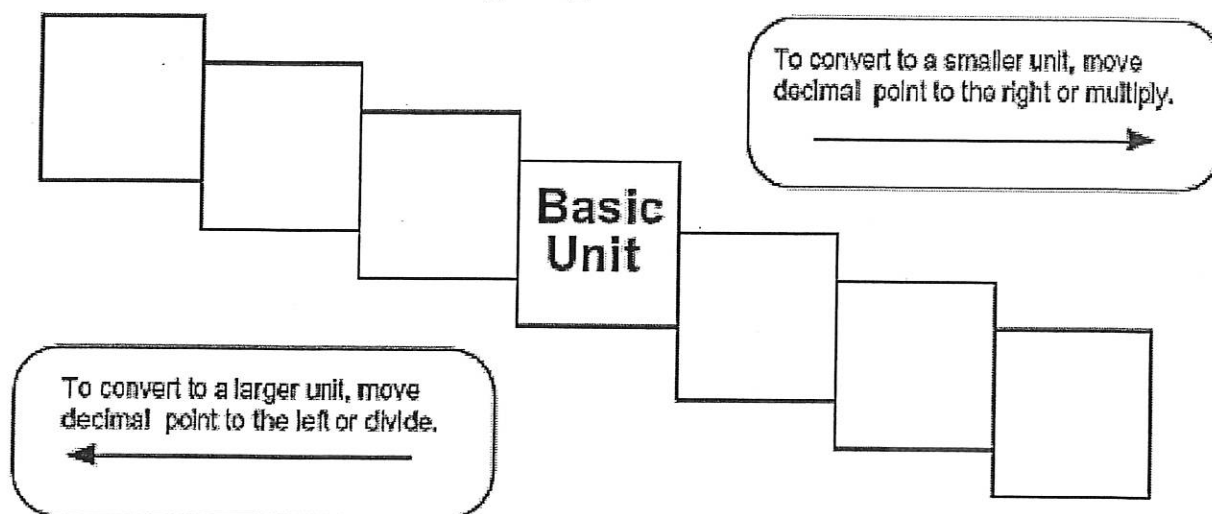 To convert to a smaller unit, move
decimal point to the right or multiply.
Basic
Unit
To convert to a larger unit, move
decimal point to the left or divide.